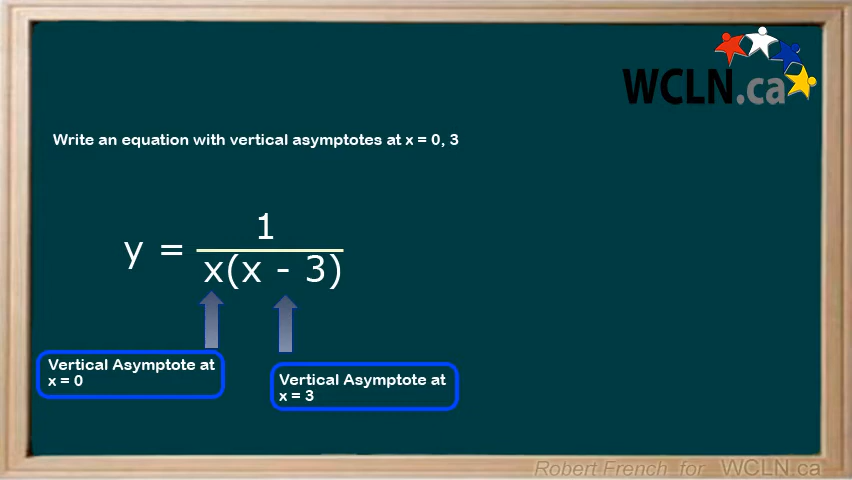 WCLN.ca
Write an equation with vertical asymptotes at x = 0, 3
1
y =
x(x - 3)
Vertical Asymptote at
x = 0
Vertical Asymptote at
x = 3
Robert French for WCLN.ca